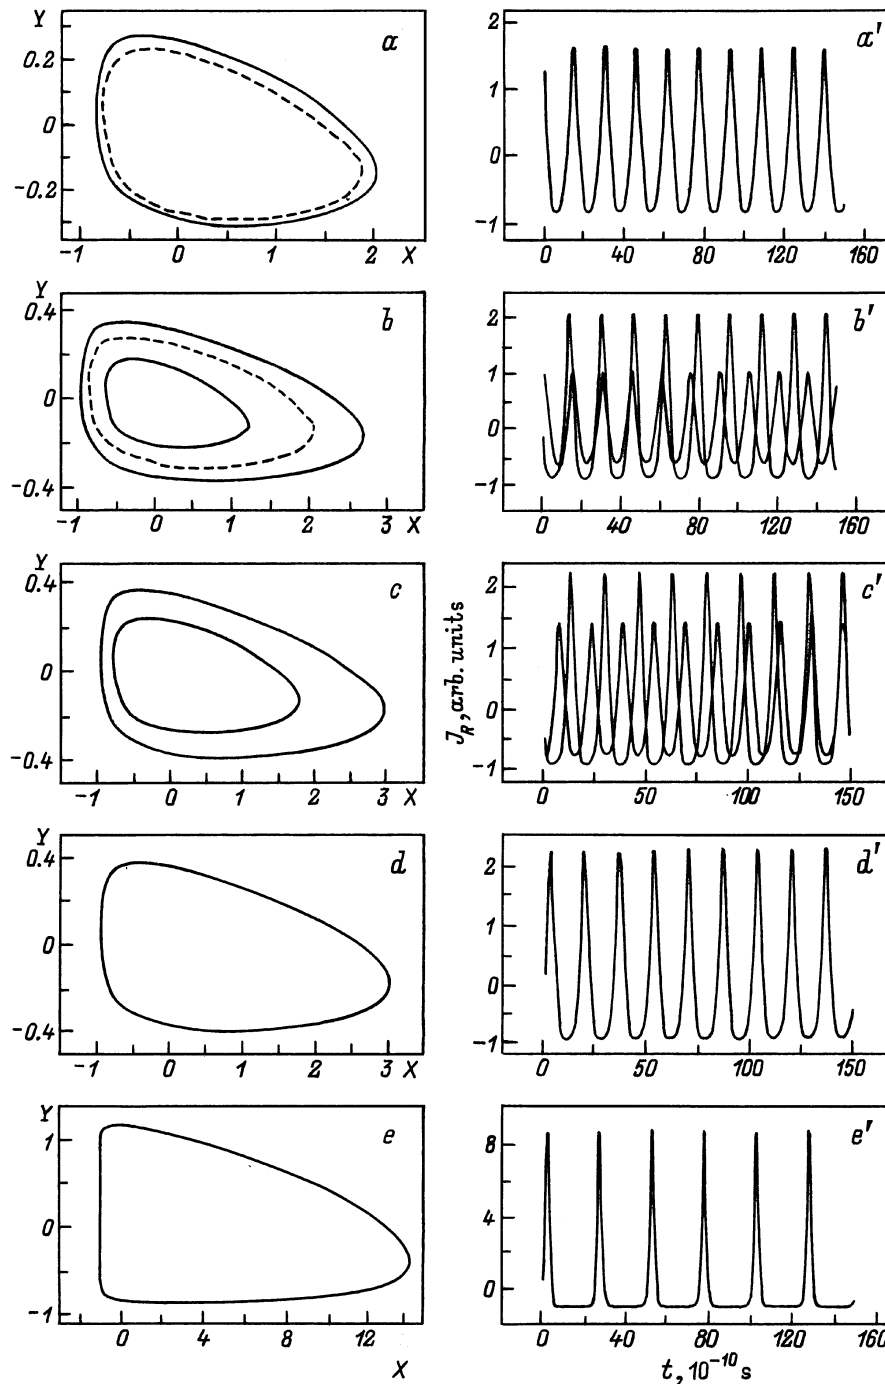 Y
a
0.2
0
-0.2
-1 0 1 2 X
a'
2
1
0
-1
0 40 80 120 160
Y
b
0.4
0
-0.4
-1 0 1 2 3 X
b'
2
1
0
-1
0 40 80 120 160
Y
c
0.4
0
-0.4
-1 0 1 2 3 X
J_R, arb. units
c'
2
1
0
-1
0 50 100 150
Y
d
0.4
0
-0.4
-1 0 1 2 3 X
d'
2
1
0
-1
0 50 100 150
Y
e
1
0
-1
0 4 8 12
X
e'
8
4
0
0 40 80 120 160
t, 10⁻¹⁰ s